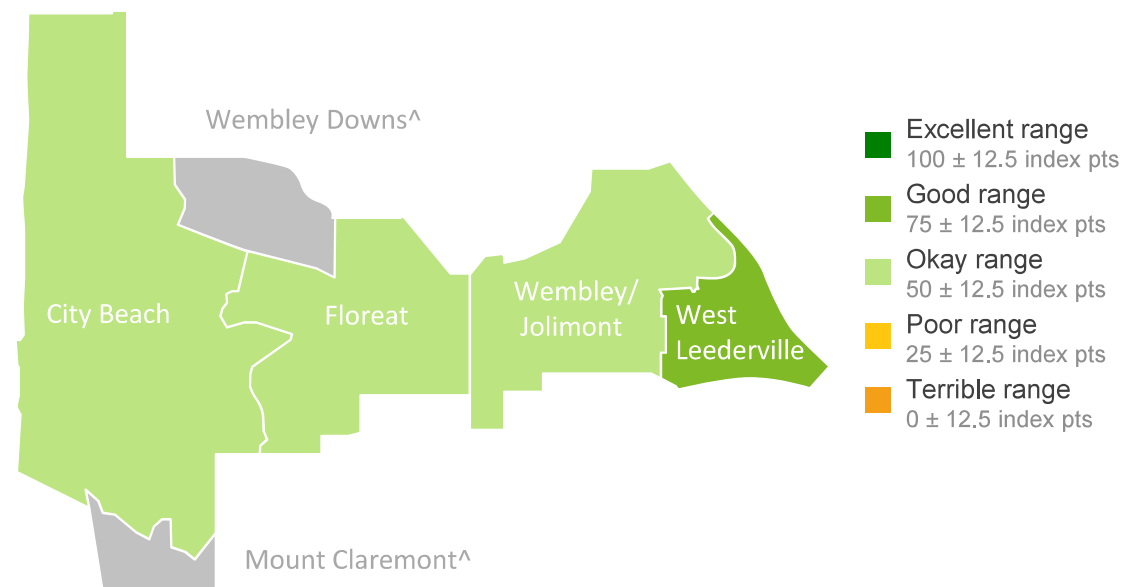 Wembley Downs^
City Beach
Floreat
Wembley/
Jolimont
West
Leederville
Mount Claremont^
Excellent range
100 ± 12.5 index pts
Good range
75 ± 12.5 index pts
Okay range
50 ± 12.5 index pts
Poor range
25 ± 12.5 index pts
Terrible range
0 ± 12.5 index pts